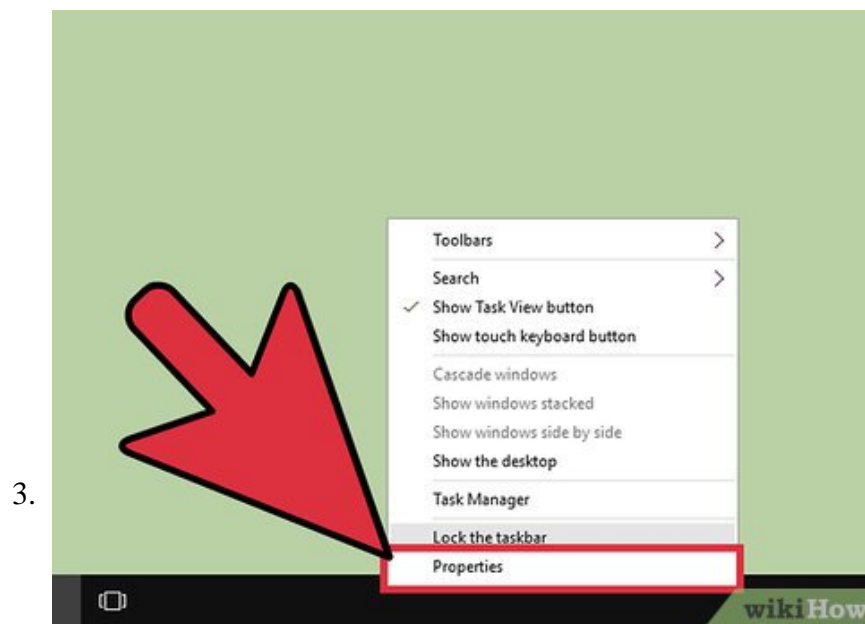 Toolbars
Search
Show Task View button
Show touch keyboard button
Cascade windows
Show windows stacked
Show windows side by side
Show the desktop
3.
Task Manager
Lock the taskbar
Properties
wikiHow